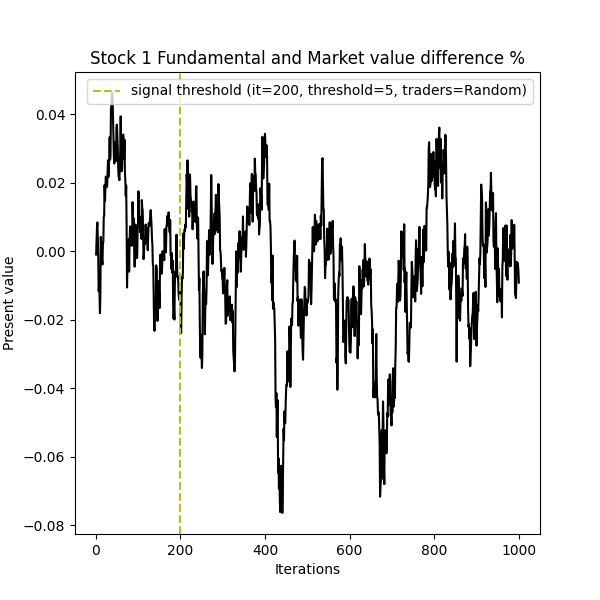 Stock 1 Fundamental and Market value difference %
signal threshold (it=200, threshold=5, traders=Random)
0.04
0.02
0.00
−0.02
−0.04
−0.06
−0.08
Present value
0 200 400 600 800 1000
Iterations